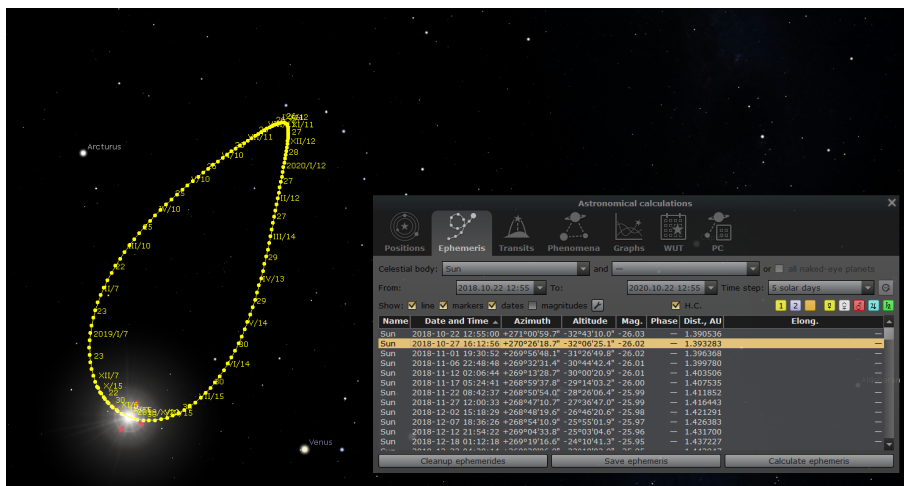 Arcturus
XI/11
27
XII/12
28
2020/I/12
27
II/12
27
III/14
29
IV/13
29
V/14
30
VI/14
30
VII/15
25
22
II/7
23
2019/I/7
23
XII/7
X/15
22
30
Venus
Astronomical calculations
Positions Ephemeris Transits Phenomena Graphs WUT PC
Celestial body: Sun and — or all naked-eye planets
From: 2018.10.22 12:55 To: 2020.10.22 12:55 Time step: 5 solar days
Show: line markers dates magnitudes H.C. 1 2
Name Date and Time Azimuth Altitude Mag. Phase Dist., AU Elong.
Sun 2018-10-22 12:55:00 +271°00'59.7" -32°43'10.0" -26.03 — 1.390536 —
Sun 2018-10-27 16:12:56 +270°26'18.7" -32°06'25.1" -26.02 — 1.393283 —
Sun 2018-11-01 19:30:52 +269°56'48.1" -31°26'49.8" -26.02 — 1.396368 —
Sun 2018-11-06 22:48:48 +269°32'31.4" -30°44'42.4" -26.01 — 1.399780 —
Sun 2018-11-12 02:06:44 +269°13'28.7" -30°00'20.9" -26.01 — 1.403506 —
Sun 2018-11-17 05:24:41 +268°59'37.8" -29°14'03.2" -26.00 — 1.407535 —
Sun 2018-11-22 08:42:37 +268°50'54.0" -28°26'06.4" -25.99 — 1.411852 —
Sun 2018-11-27 12:00:33 +268°47'10.7" -27°36'47.0" -25.99 — 1.416443 —
Sun 2018-12-02 15:18:29 +268°48'19.6" -26°46'20.6" -25.98 — 1.421291 —
Sun 2018-12-07 18:36:26 +268°54'10.9" -25°55'01.9" -25.97 — 1.426383 —
Sun 2018-12-12 21:54:22 +269°04'33.8" -25°03'04.6" -25.96 — 1.431700 —
Sun 2018-12-18 01:12:18 +269°19'16.6" -24°10'41.3" -25.95 — 1.437227 —
Cleanup ephemerides Save ephemeris Calculate ephemeris